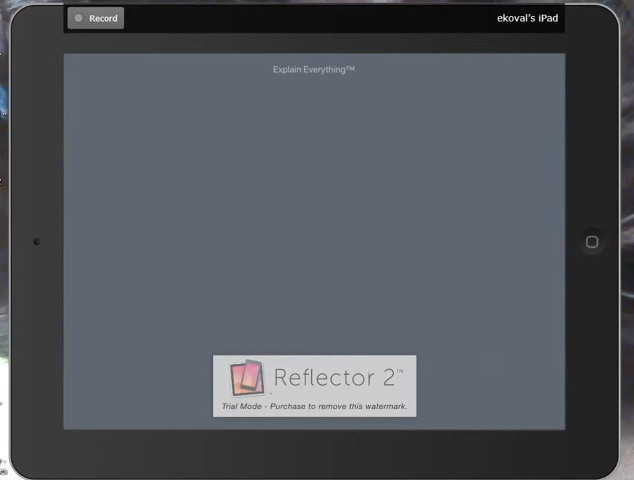 Record
ekoval's iPad
Explain Everything™
Reflector 2™
Trial Mode - Purchase to remove this watermark.